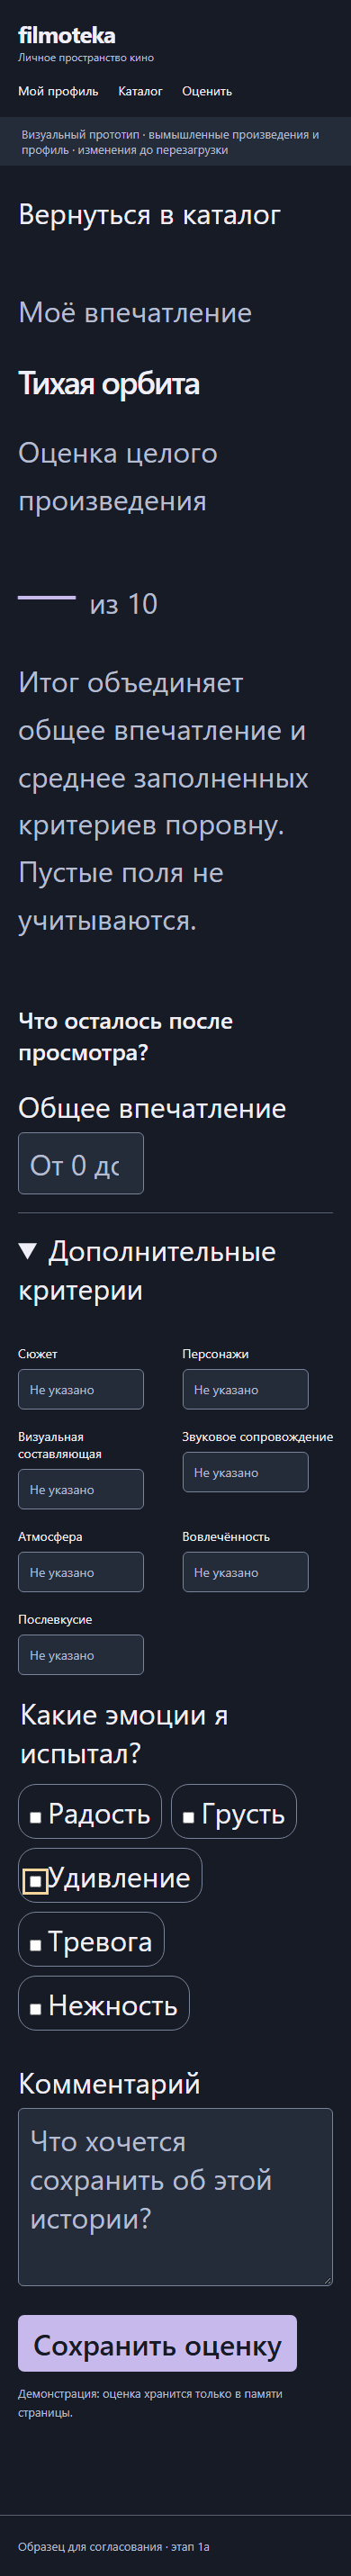 filmoteka
Личное пространство кино
Мой профиль Каталог Оценить
Визуальный прототип · вымышленные произведения и
профиль · изменения до перезагрузки
Вернуться в каталог
Моё впечатление
Тихая орбита
Оценка целого
произведения
— из 10
Итог объединяет
общее впечатление и
среднее заполненных
критериев поровну.
Пустые поля не
учитываются.
Что осталось после
просмотра?
Общее впечатление
От 0 до
▼ Дополнительные
критерии
Сюжет Персонажи
Не указано Не указано
Визуальная
составляющая Звуковое сопровождение
Не указано Не указано
Атмосфера Вовлечённость
Не указано Не указано
Послевкусие
Не указано
Какие эмоции я
испытал?
Радость Грусть
Удивление
Тревога
Нежность
Комментарий
Что хочется
сохранить об этой
истории?
Сохранить оценку
Демонстрация: оценка хранится только в памяти
страницы.
Образец для согласования · этап 1а